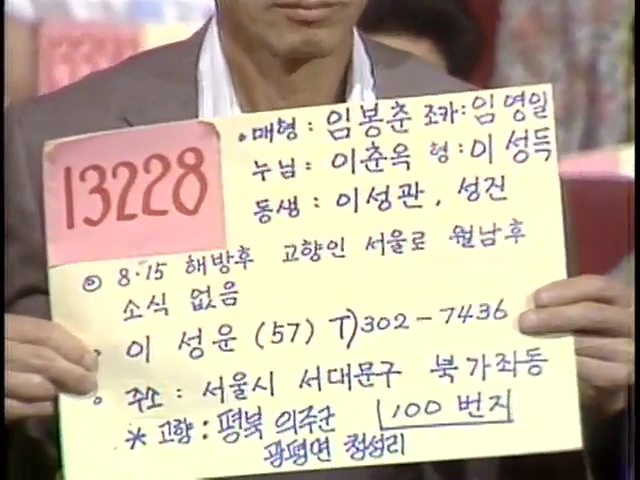 13228
•매형 : 임봉춘 조카: 임영일
누님 : 이춘옥 형 : 이성득
동생 : 이성관, 성진
◎ 8·15 해방후 고향인 서울로 월남후
소식 없음
이 성운 (57) T)302-7436
주소 : 서울시 서대문구 북가좌동
100 번지
* 고향 : 평북 의주군
광평면 청성리